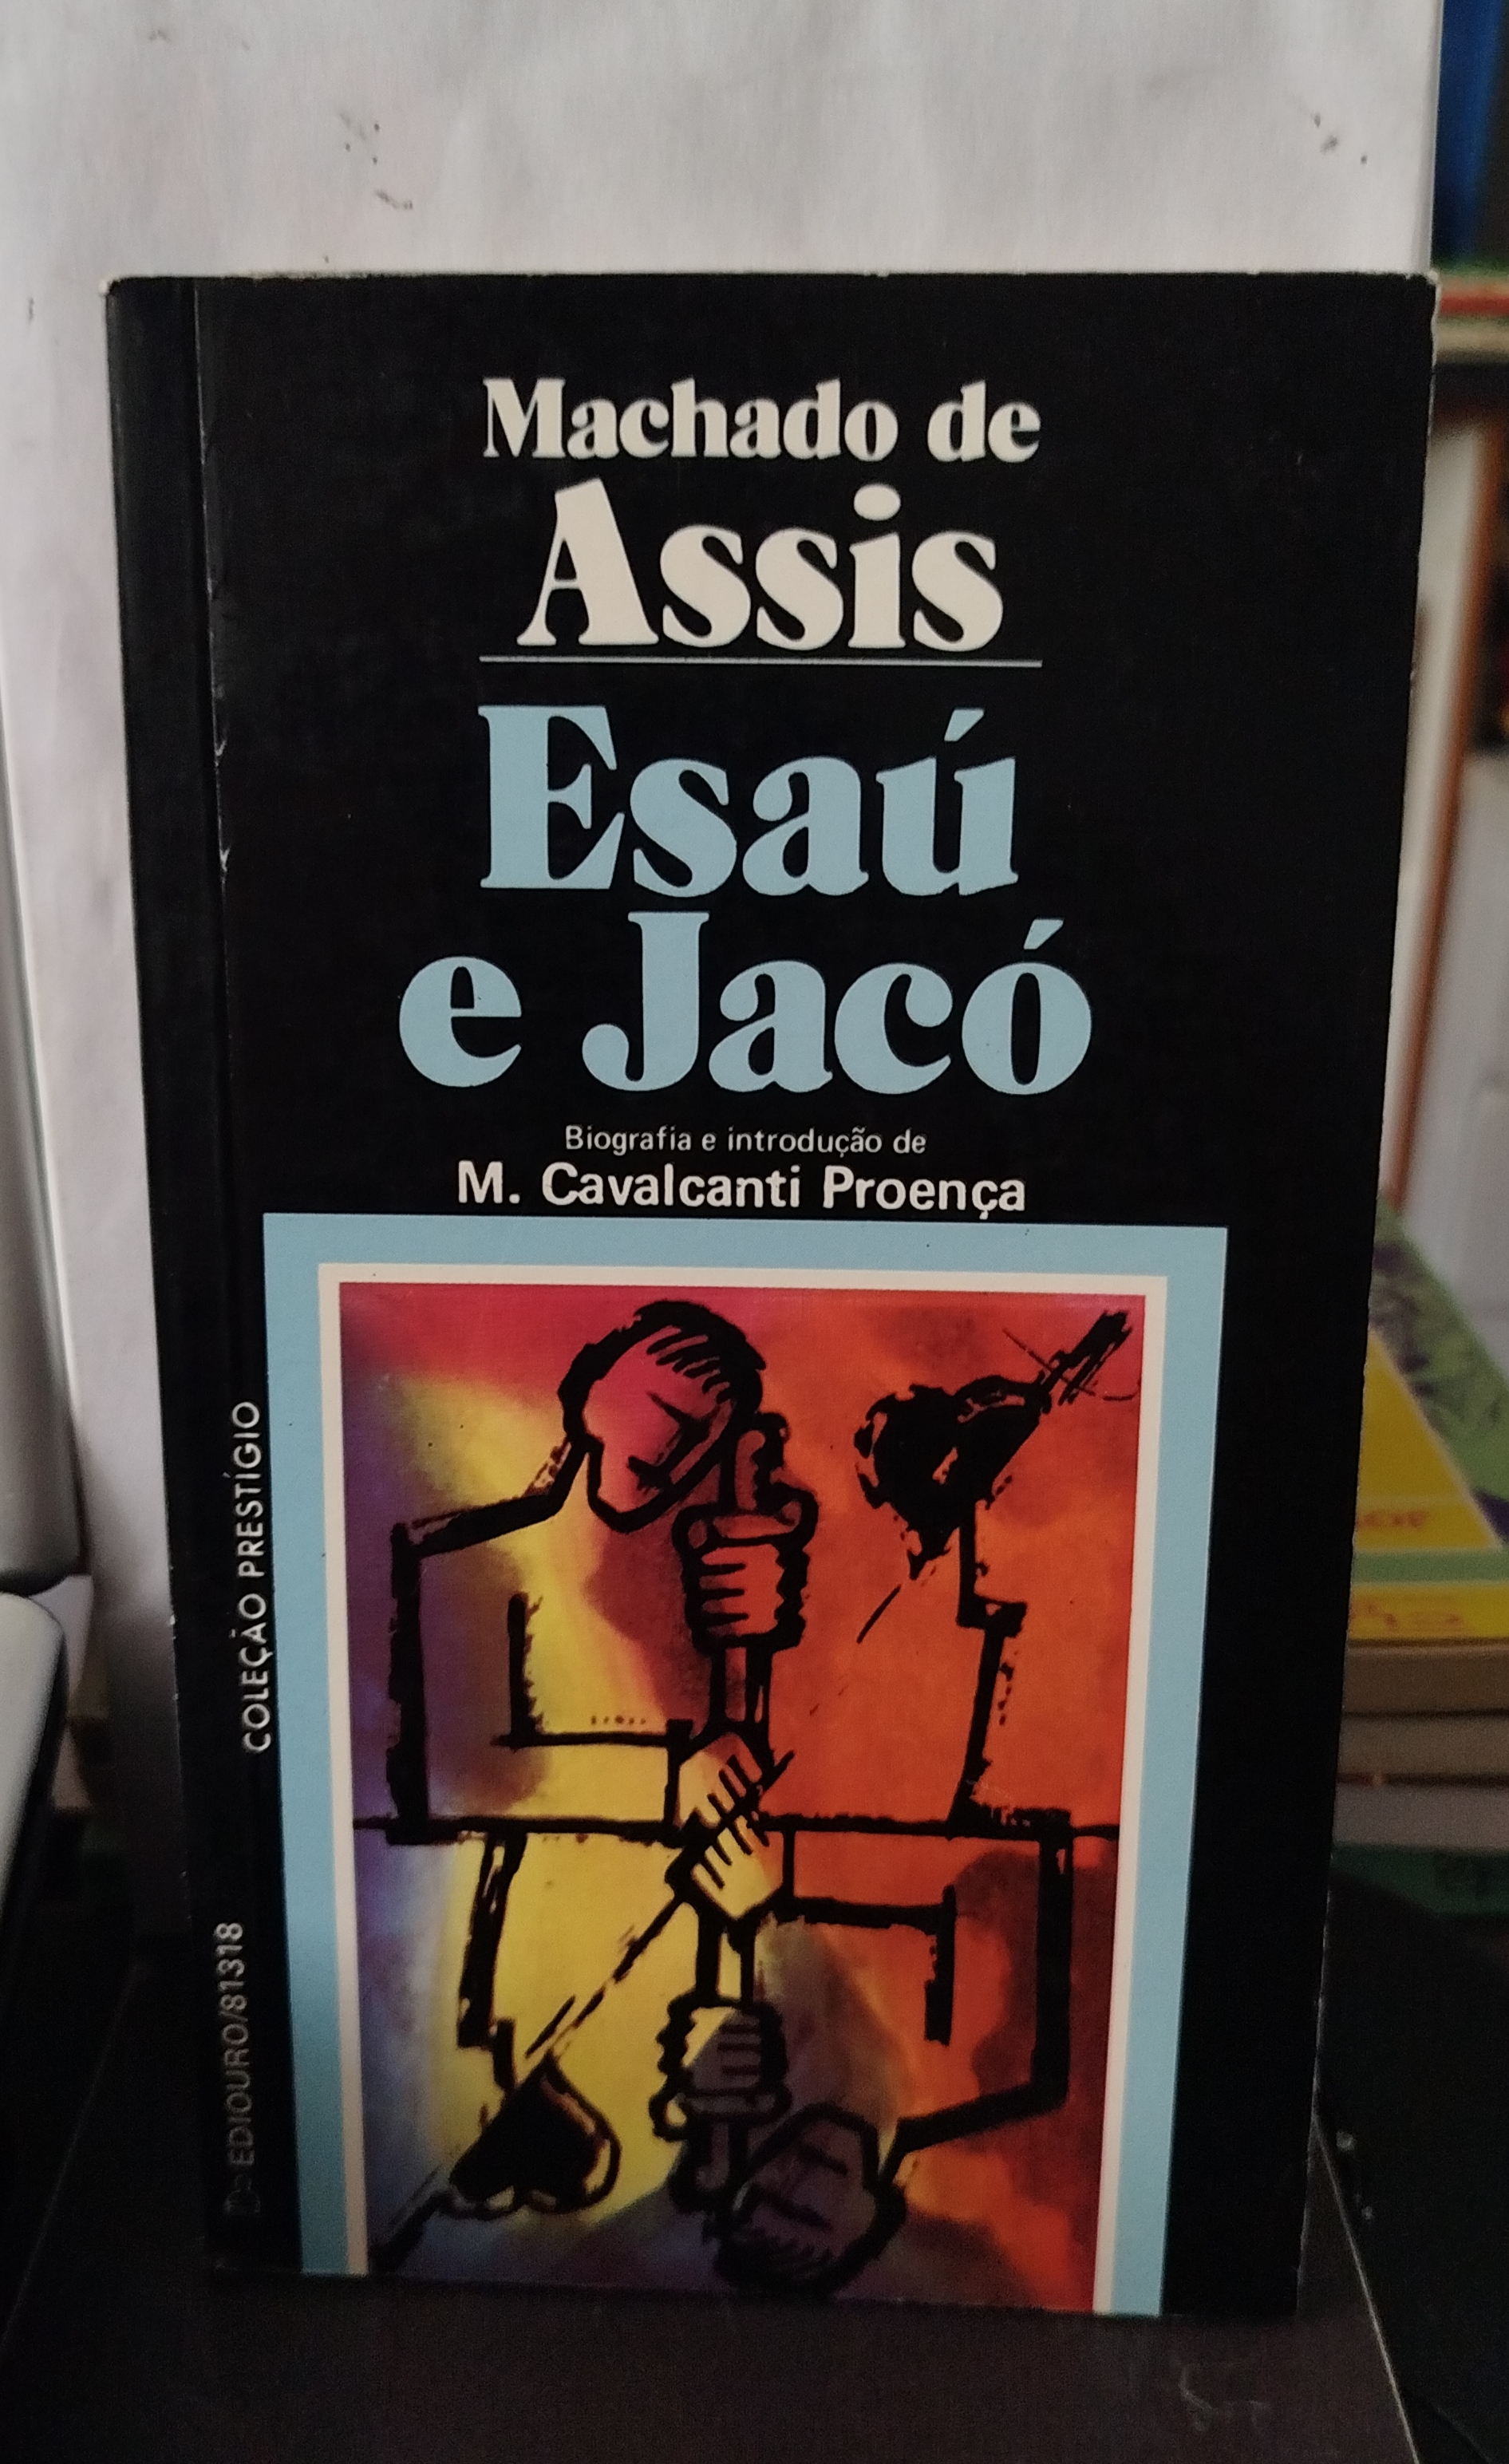 Machado de
Assis
Esaú
e Jacó
Biografia e introdução de
M. Cavalcanti Proença
COLEÇÃO PRESTÍGIO
EDIOURO/81318